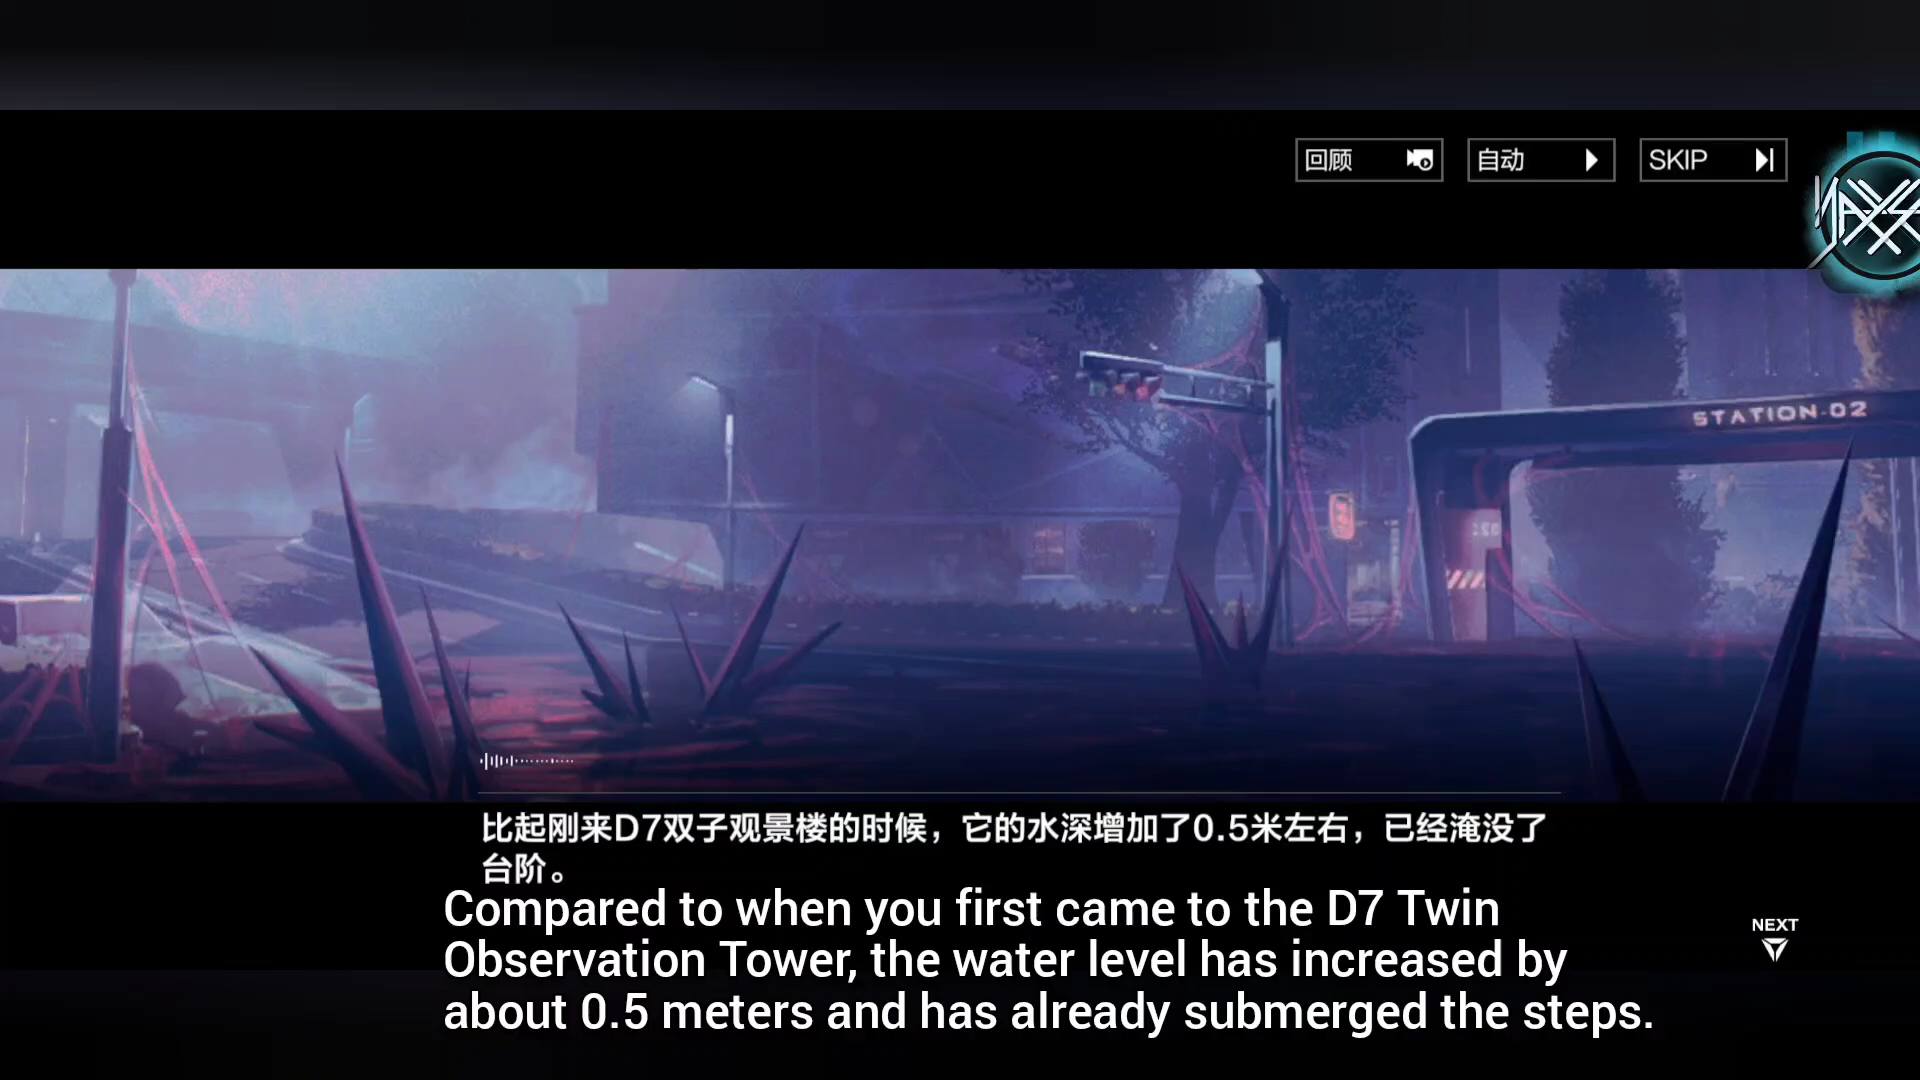 回顾
自动
SKIP
STATION-02
比起刚来D7双子观景楼的时候，它的水深增加了0.5米左右，已经淹没了
台阶。
Compared to when you first came to the D7 Twin
Observation Tower, the water level has increased by
about 0.5 meters and has already submerged the steps.
NEXT